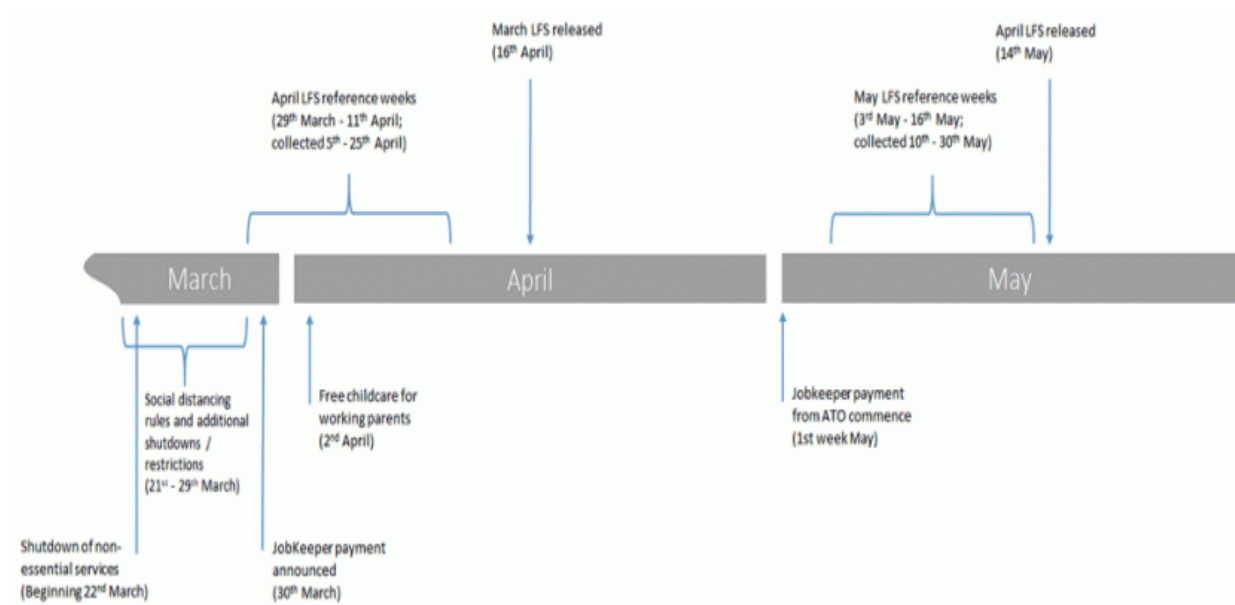 March LFS released
(16th April)
April LFS released
(14th May)
April LFS reference weeks
(29th March - 11th April;
collected 5th - 25th April)
May LFS reference weeks
(3rd May - 16th May;
collected 10th - 30th May)
March
April
May
Social distancing
rules and additional
shutdowns /
restrictions
(21st - 29th March)
Free childcare for
working parents
(2nd April)
Jobkeeper payment
from ATO commence
(1st week May)
Shutdown of non-
essential services
(Beginning 22nd March)
JobKeeper payment
announced
(30th March)